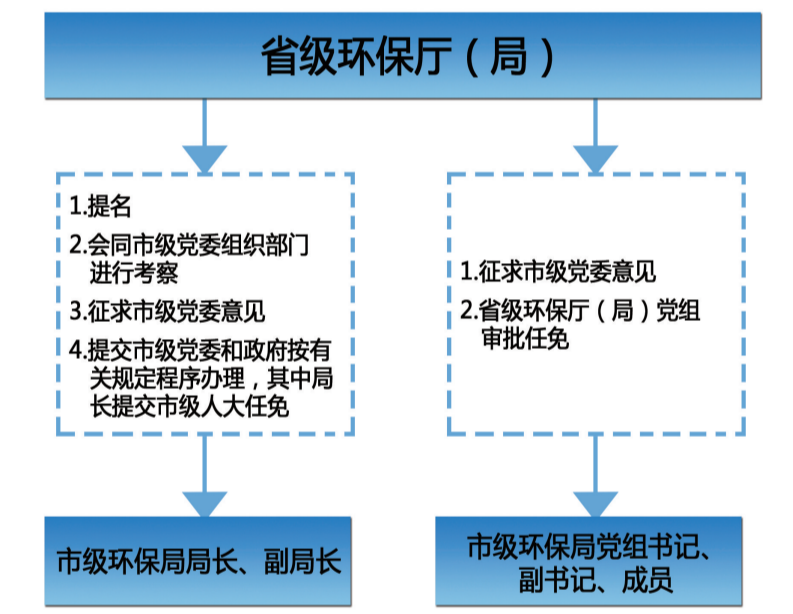 省级环保厅（局）
1.提名
2.会同市级党委组织部门
进行考察
3.征求市级党委意见
4.提交市级党委和政府按有
关规定程序办理，其中局
长提交市级人大任免
1.征求市级党委意见
2.省级环保厅（局）党组
审批任免
市级环保局局长、副局长
市级环保局党组书记、
副书记、成员